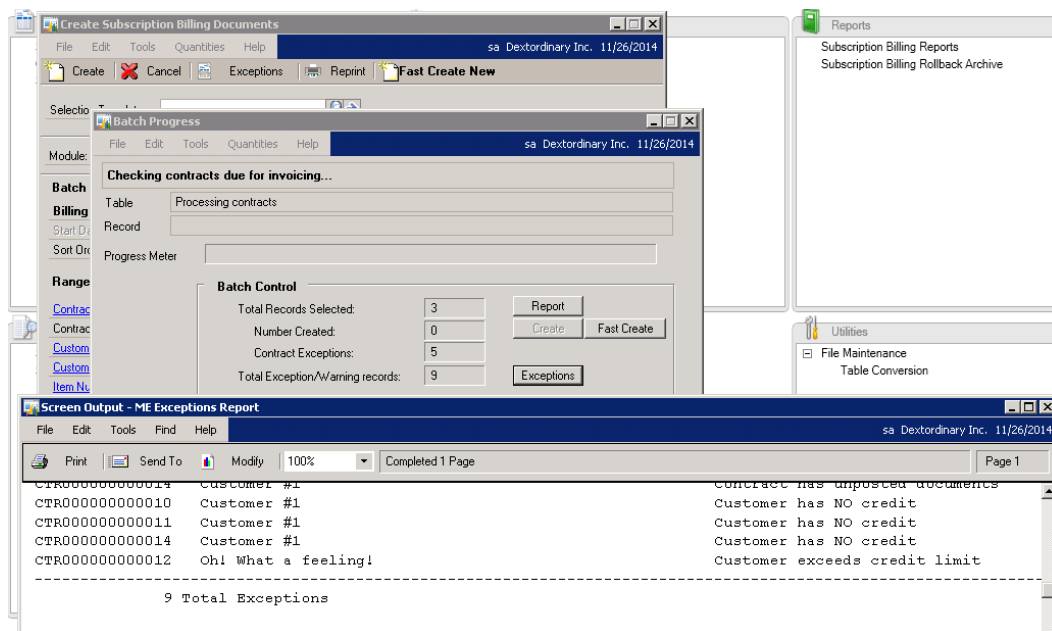 Create Subscription Billing Documents
File Edit Tools Quantities Help sa Dextordinary Inc. 11/26/2014
Create Cancel Exceptions Reprint Fast Create New
Selectio
Module:
Batch
Billing
Start Da
Sort Ord
Range
Contrac
Contrac
Custom
Custom
Item Nu
Batch Progress
File Edit Tools Quantities Help sa Dextordinary Inc. 11/26/2014
Checking contracts due for invoicing...
Table Processing contracts
Record
Progress Meter
Batch Control
Total Records Selected: 3 Report
Number Created: 0 Create Fast Create
Contract Exceptions: 5
Total Exception/Warning records: 9 Exceptions
Reports
Subscription Billing Reports
Subscription Billing Rollback Archive
Utilities
File Maintenance
Table Conversion
Screen Output - ME Exceptions Report
File Edit Tools Find Help sa Dextordinary Inc. 11/26/2014
Print Send To Modify 100% Completed 1 Page Page 1
CTR000000000014 Customer #1 Contract has unposted documents
CTR000000000010 Customer #1 Customer has NO credit
CTR000000000011 Customer #1 Customer has NO credit
CTR000000000014 Customer #1 Customer has NO credit
CTR000000000012 Oh! What a feeling! Customer exceeds credit limit
9 Total Exceptions